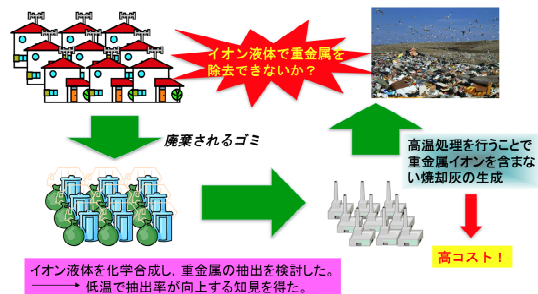 イオン液体で重金属を
除去できないか？
廃棄されるゴミ
高温処理を行うことで
重金属イオンを含まな
い焼却灰の生成
高コスト！
イオン液体を化学合成し，重金属の抽出を検討した。
低温で抽出率が向上する知見を得た。